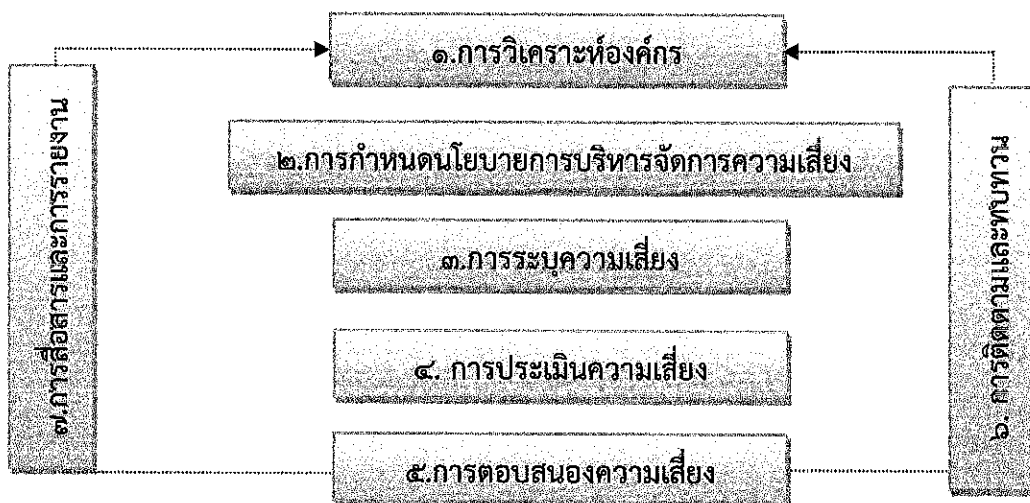 ๑.การวิเคราะห์องค์กร
๒.การกำหนดนโยบายการบริหารจัดการความเสี่ยง
๓.การระบุความเสี่ยง
๔. การประเมินความเสี่ยง
๕.การตอบสนองความเสี่ยง
๖. การติดตามและทบทวน
๗.การสื่อสารและการรายงาน